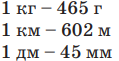 1 кг – 465 г
1 км – 602 м
1 дм – 45 мм